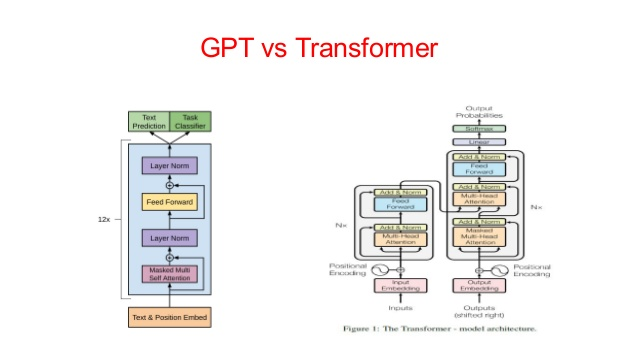 GPT vs Transformer
Text
Prediction
Task
Classifier
Layer Norm
Feed Forward
12x
Layer Norm
Masked Multi
Self Attention
Text & Position Embed
Output
Probabilities
Softmax
Linear
Add & Norm
Feed
Forward
Add & Norm
Multi-Head
Attention
Add & Norm
Masked
Multi-Head
Attention
Nx
Add & Norm
Feed
Forward
Nx
Add & Norm
Multi-Head
Attention
Positional
Encoding
Positional
Encoding
Input
Embedding
Output
Embedding
Inputs
Outputs
(shifted right)
Figure 1: The Transformer - model architecture.